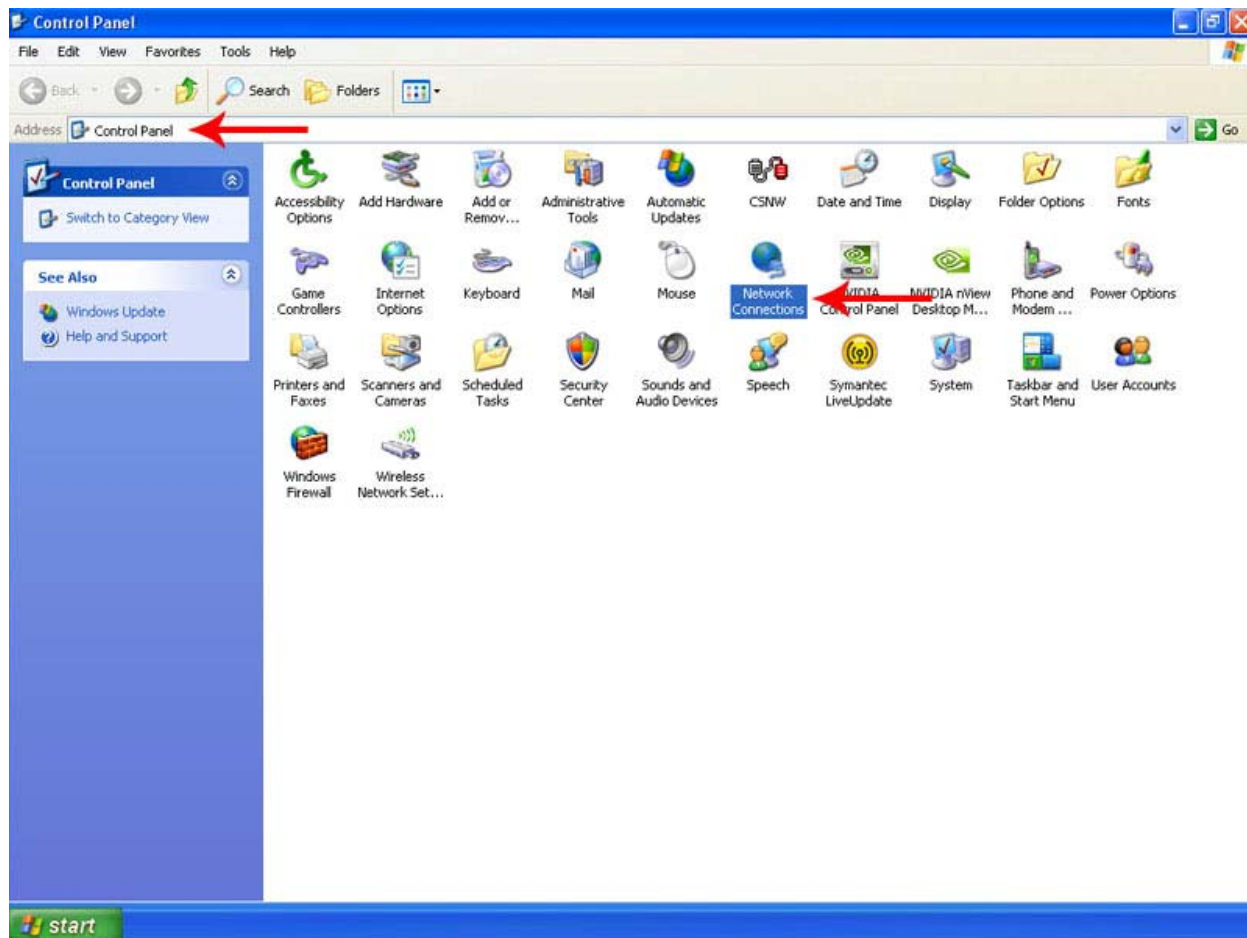 Control Panel
File Edit View Favorites Tools Help
Back Search Folders
Address Control Panel Go
Control Panel
Switch to Category View
See Also
Windows Update
Help and Support
Accessibility Options
Add Hardware
Add or Remov...
Administrative Tools
Automatic Updates
CSNW
Date and Time
Display
Folder Options
Fonts
Game Controllers
Internet Options
Keyboard
Mail
Mouse
Network Connections
NVIDIA Control Panel
NVIDIA nView Desktop M...
Phone and Modem ...
Power Options
Printers and Faxes
Scanners and Cameras
Scheduled Tasks
Security Center
Sounds and Audio Devices
Speech
Symantec LiveUpdate
System
Taskbar and Start Menu
User Accounts
Windows Firewall
Wireless Network Set...
start